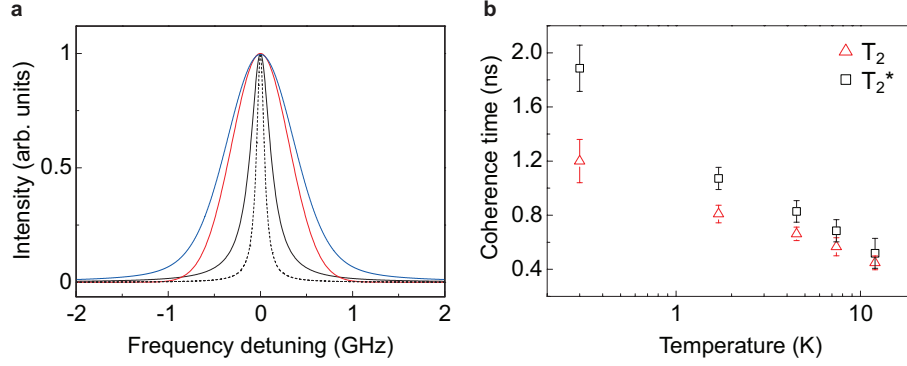 a
Intensity (arb. units)
1
0.5
0
-2
-1
0
1
2
Frequency detuning (GHz)
b
Coherence time (ns)
2.0
1.6
1.2
0.8
0.4
T2
T2*
1
10
Temperature (K)